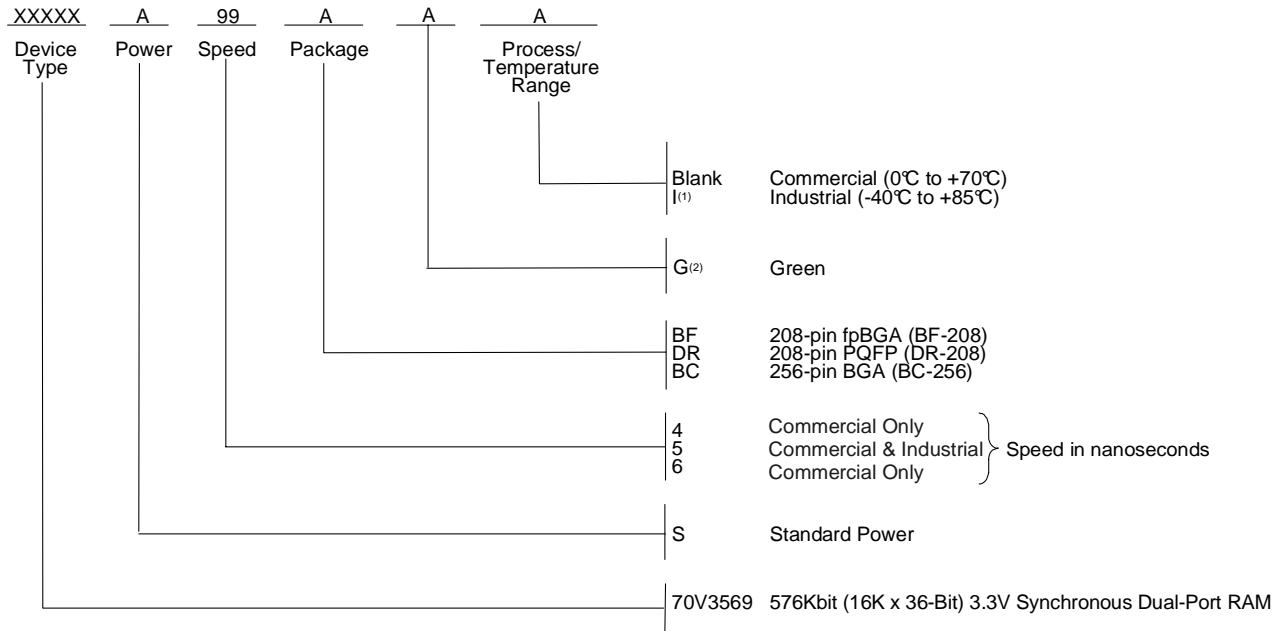 XXXXX A 99 A A A
Device Type Power Speed Package Process/ Temperature Range
Blank Commercial (0℃ to +70℃)
I(1) Industrial (-40℃ to +85℃)
G(2) Green
BF 208-pin fpBGA (BF-208)
DR 208-pin PQFP (DR-208)
BC 256-pin BGA (BC-256)
4 Commercial Only
5 Commercial & Industrial Speed in nanoseconds
6 Commercial Only
S Standard Power
70V3569 576Kbit (16K x 36-Bit) 3.3V Synchronous Dual-Port RAM